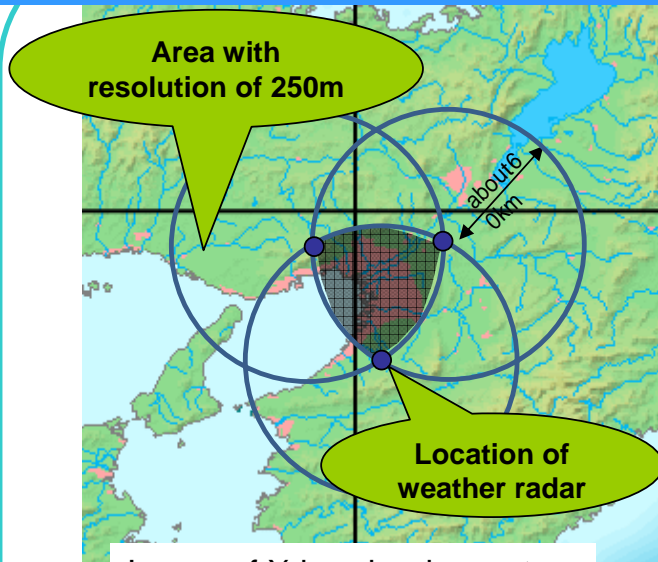 Area with
resolution of 250m
about6
0km
Location of
weather radar